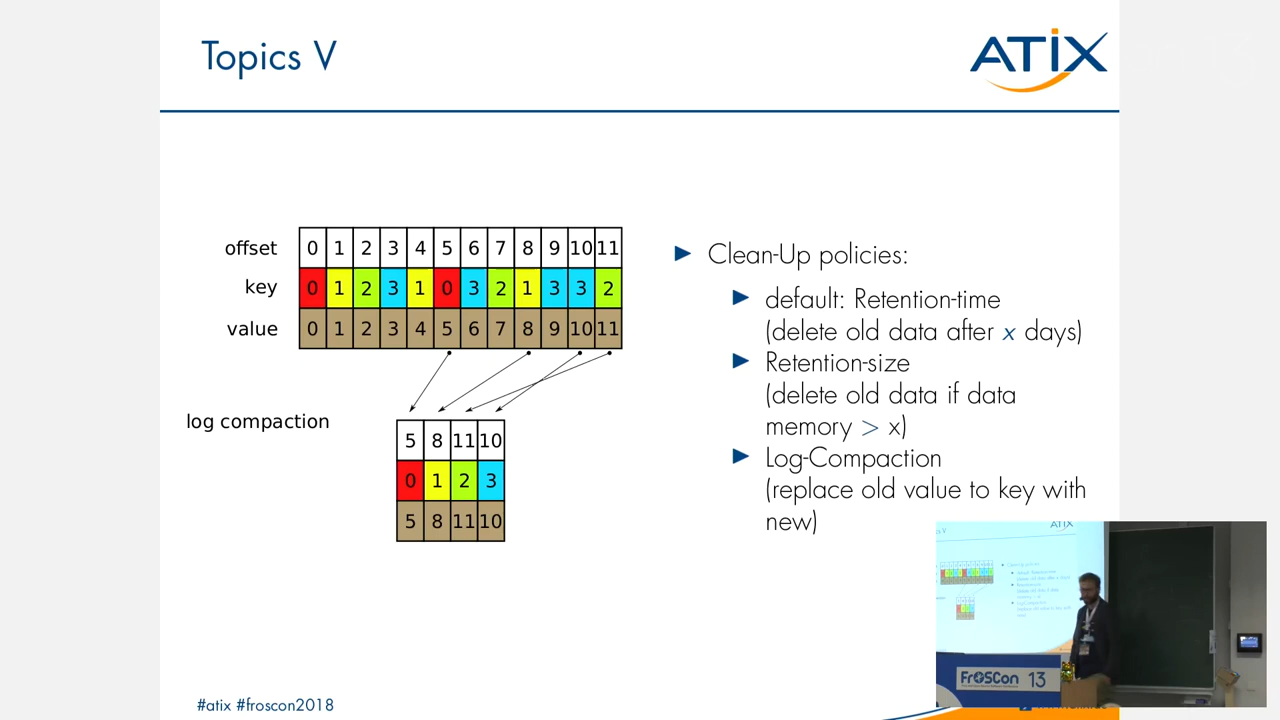 Topics V
ATIX
offset 0 1 2 3 4 5 6 7 8 9 10 11
key 0 1 2 3 1 0 3 2 1 3 3 2
value 0 1 2 3 4 5 6 7 8 9 10 11
log compaction
5 8 11 10
0 1 2 3
5 8 11 10
Clean-Up policies:
default: Retention-time
(delete old data after x days)
Retention-size
(delete old data if data
memory > x)
Log-Compaction
(replace old value to key with
new)
ATIX
FrOSCon 13
#atix #froscon2018